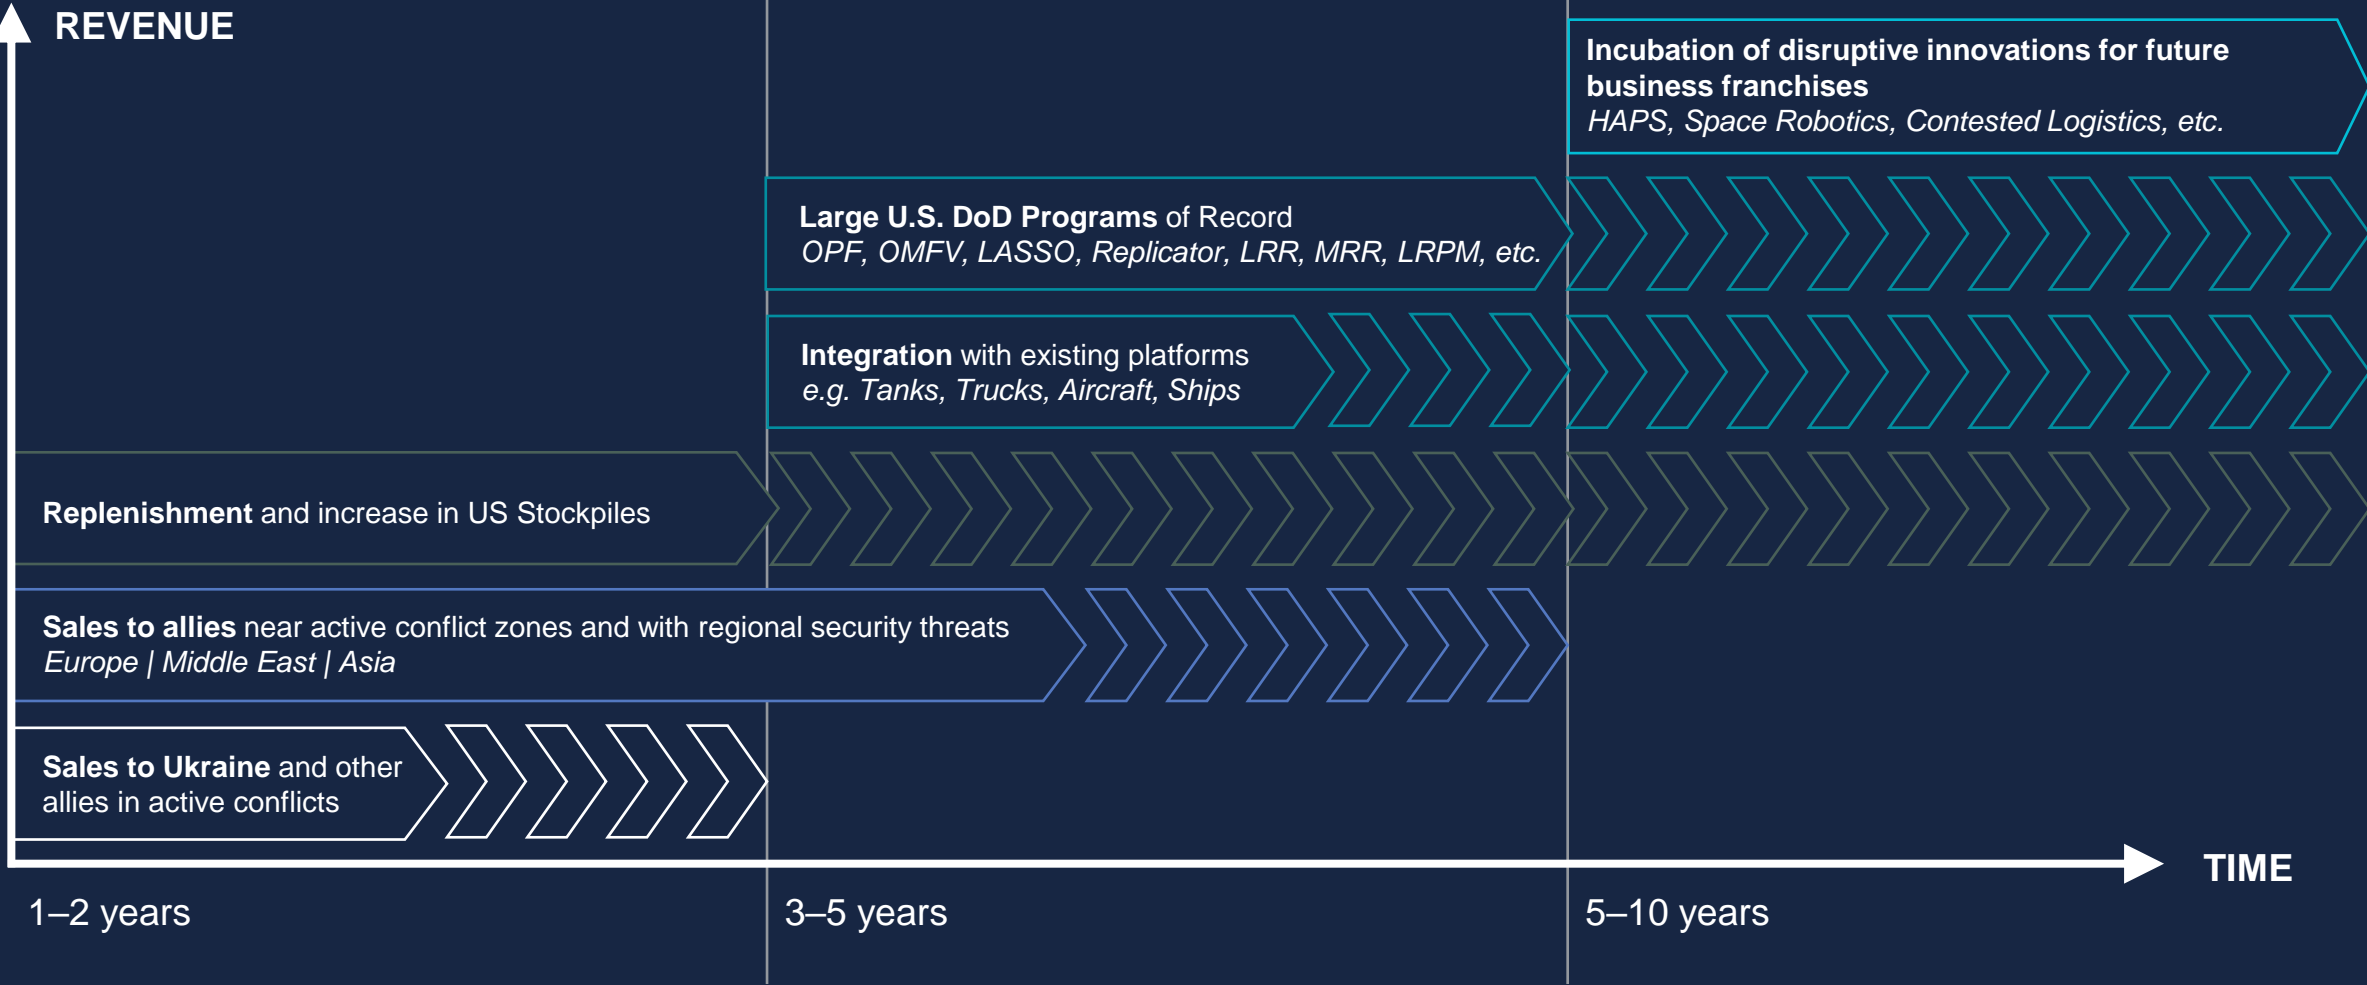 REVENUE
Incubation of disruptive innovations for future
business franchises
HAPS, Space Robotics, Contested Logistics, etc.
Large U.S. DoD Programs of Record
OPF, OMFV, LASSO, Replicator, LRR, MRR, LRPM, etc.
Integration with existing platforms
e.g. Tanks, Trucks, Aircraft, Ships
Replenishment and increase in US Stockpiles
Sales to allies near active conflict zones and with regional security threats
Europe | Middle East | Asia
Sales to Ukraine and other
allies in active conflicts
TIME
1–2 years
3–5 years
5–10 years